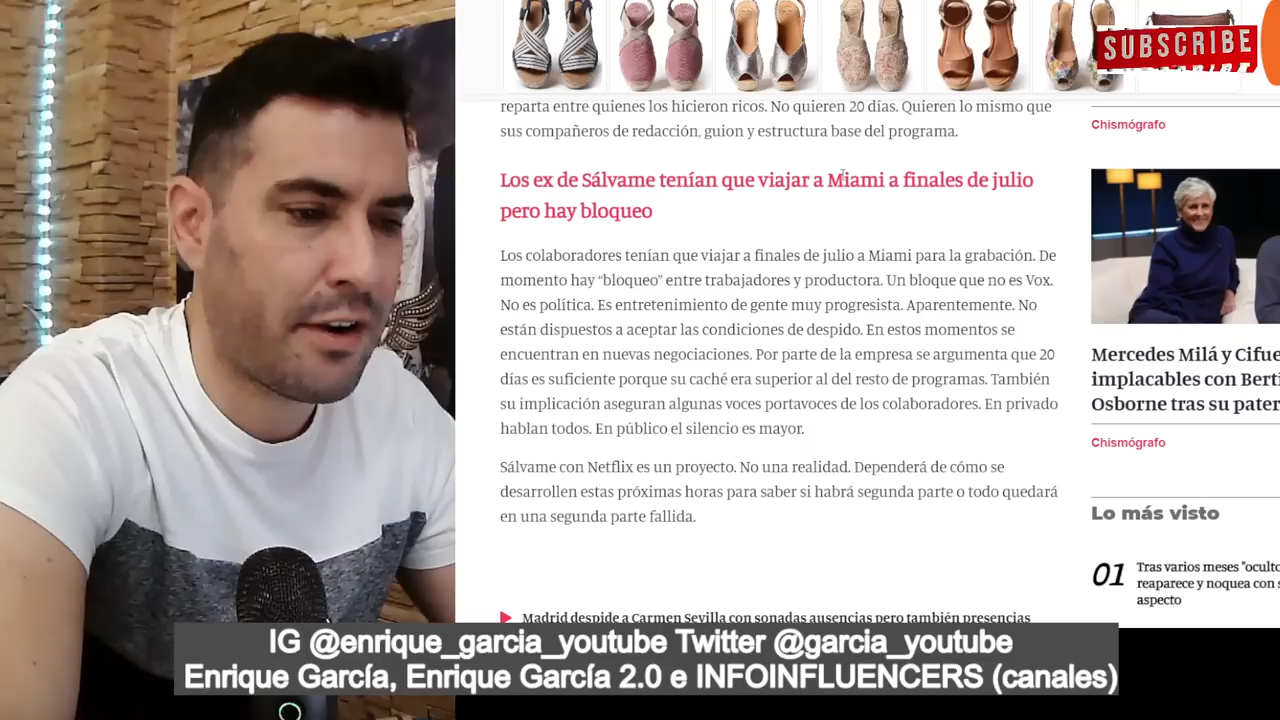 SUBSCRIBE
reparta entre quienes los hicieron ricos. No quieren 20 días. Quieren lo mismo que
sus compañeros de redacción, guion y estructura base del programa.
Los ex de Sálvame tenían que viajar a Miami a finales de julio
pero hay bloqueo
Los colaboradores tenían que viajar a finales de julio a Miami para la grabación. De
momento hay “bloqueo” entre trabajadores y productora. Un bloque que no es Vox.
No es política. Es entretenimiento de gente muy progresista. Aparentemente. No
están dispuestos a aceptar las condiciones de despido. En estos momentos se
encuentran en nuevas negociaciones. Por parte de la empresa se argumenta que 20
días es suficiente porque su caché era superior al del resto de programas. También
su implicación aseguran algunas voces portavoces de los colaboradores. En privado
hablan todos. En público el silencio es mayor.
Sálvame con Netflix es un proyecto. No una realidad. Dependerá de cómo se
desarrollen estas próximas horas para saber si habrá segunda parte o todo quedará
en una segunda parte fallida.
Madrid despide a Carmen Sevilla con sonadas ausencias pero también presencias
Chismógrafo
Mercedes Milá y Cifue
implacables con Berti
Osborne tras su pater
Chismógrafo
Lo más visto
01
Tras varios meses "oculto
reaparece y noquea con s
aspecto
IG @enrique_garcia_youtube Twitter @garcia_youtube
Enrique García, Enrique García 2.0 e INFOINFLUENCERS (canales)